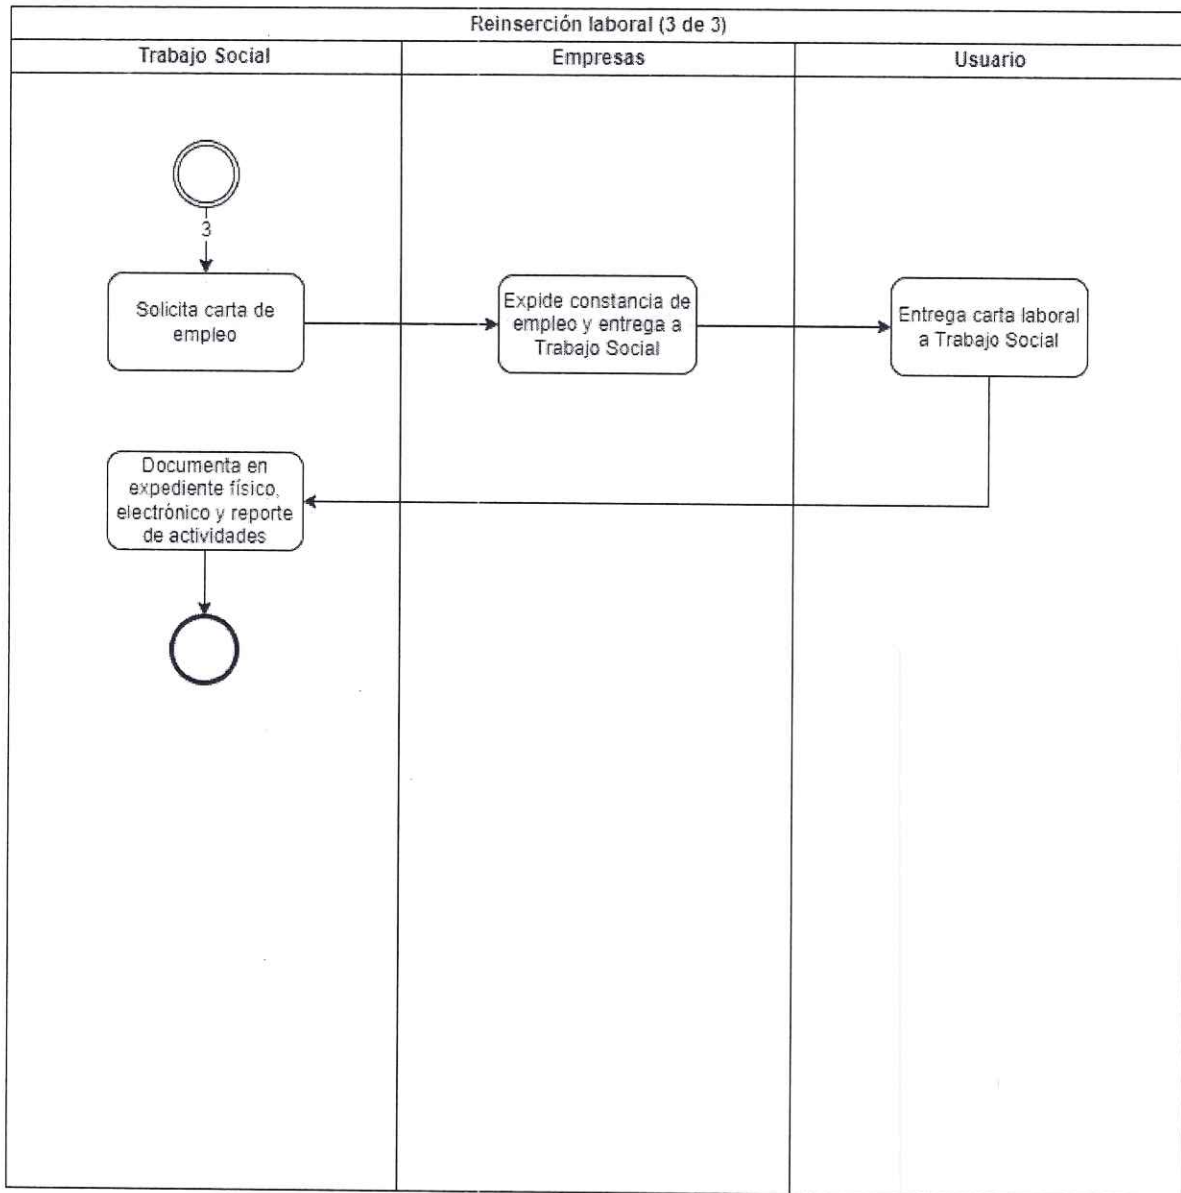 Reinserción laboral (3 de 3)
Trabajo Social
Empresas
Usuario
3
Solicita carta de
empleo
Expide constancia de
empleo y entrega a
Trabajo Social
Entrega carta laboral
a Trabajo Social
Documenta en
expediente físico,
electrónico y reporte
de actividades